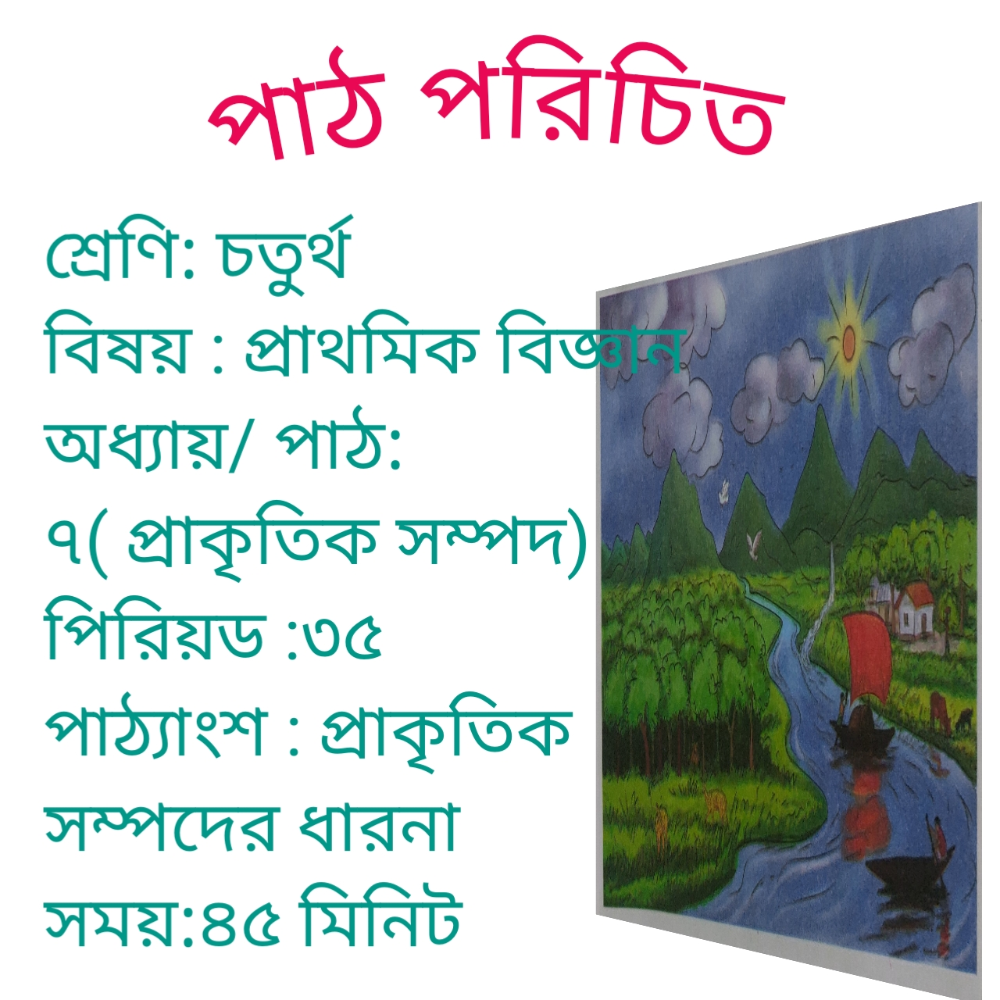 পাঠ পরিচিত
শ্রেণি: চতুর্থ
বিষয় : প্রাথমিক বিজ্ঞান
অধ্যায়/ পাঠ:
৭( প্রাকৃতিক সম্পদ)
পিরিয়ড :৩৫
পাঠ্যাংশ : প্রাকৃতিক
সম্পদের ধারনা
সময়:৪৫ মিনিট